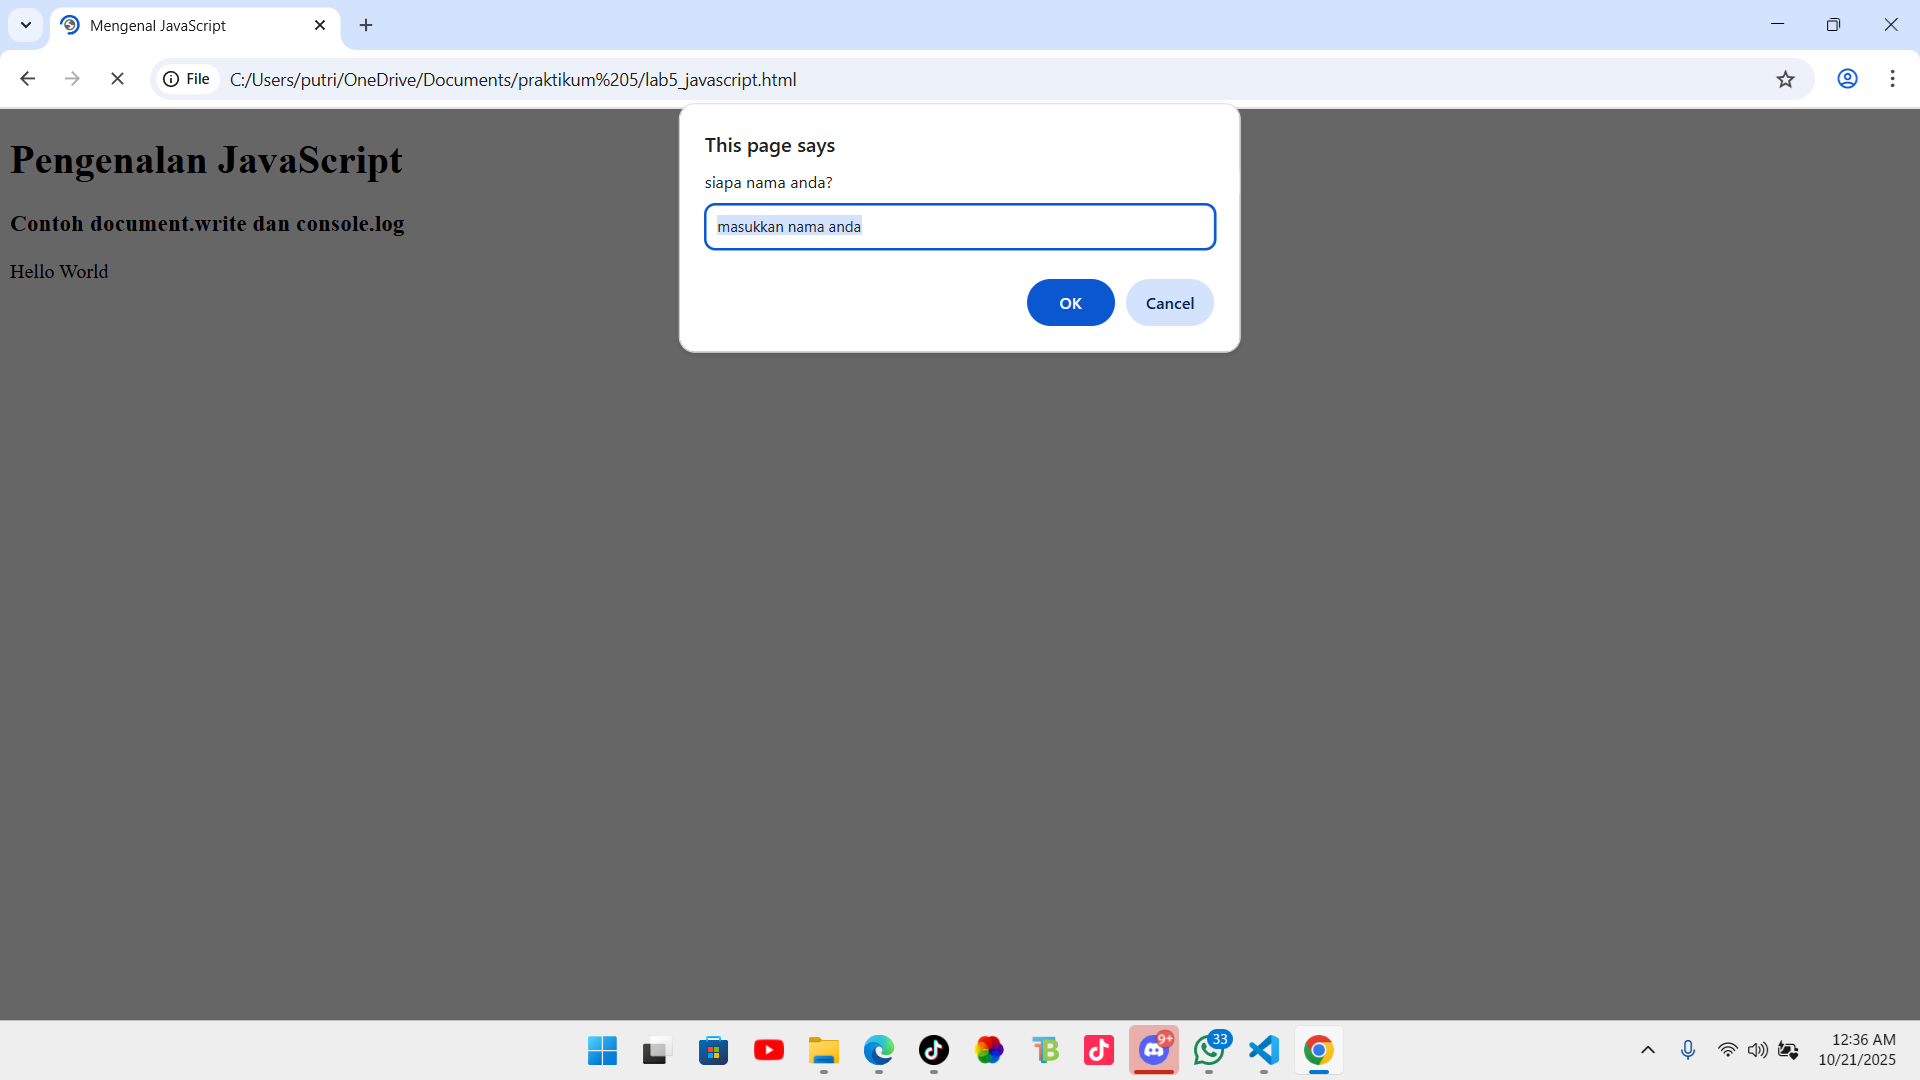 Mengenal JavaScript
File
C:/Users/putri/OneDrive/Documents/praktikum%205/lab5_javascript.html
Pengenalan JavaScript
Contoh document.write dan console.log
Hello World
This page says
siapa nama anda?
masukkan nama anda
OK
Cancel
9+
33
12:36 AM
10/21/2025